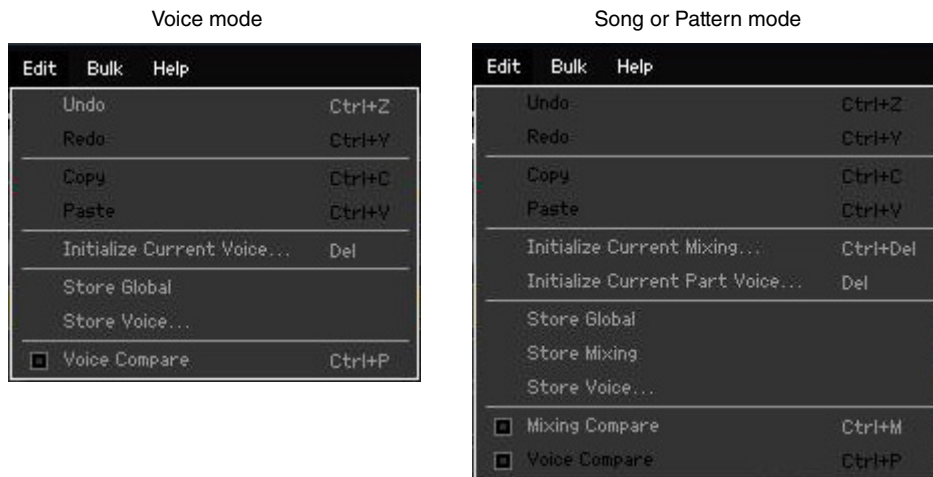 Voice mode
Edit Bulk Help
Undo Ctrl+Z
Redo Ctrl+Y
Copy Ctrl+C
Paste Ctrl+V
Initialize Current Voice... Del
Store Global
Store Voice...
Voice Compare Ctrl+P
Song or Pattern mode
Edit Bulk Help
Undo Ctrl+Z
Redo Ctrl+Y
Copy Ctrl+C
Paste Ctrl+V
Initialize Current Mixing... Ctrl+Del
Initialize Current Part Voice... Del
Store Global
Store Mixing
Store Voice...
Mixing Compare Ctrl+M
Voice Compare Ctrl+P